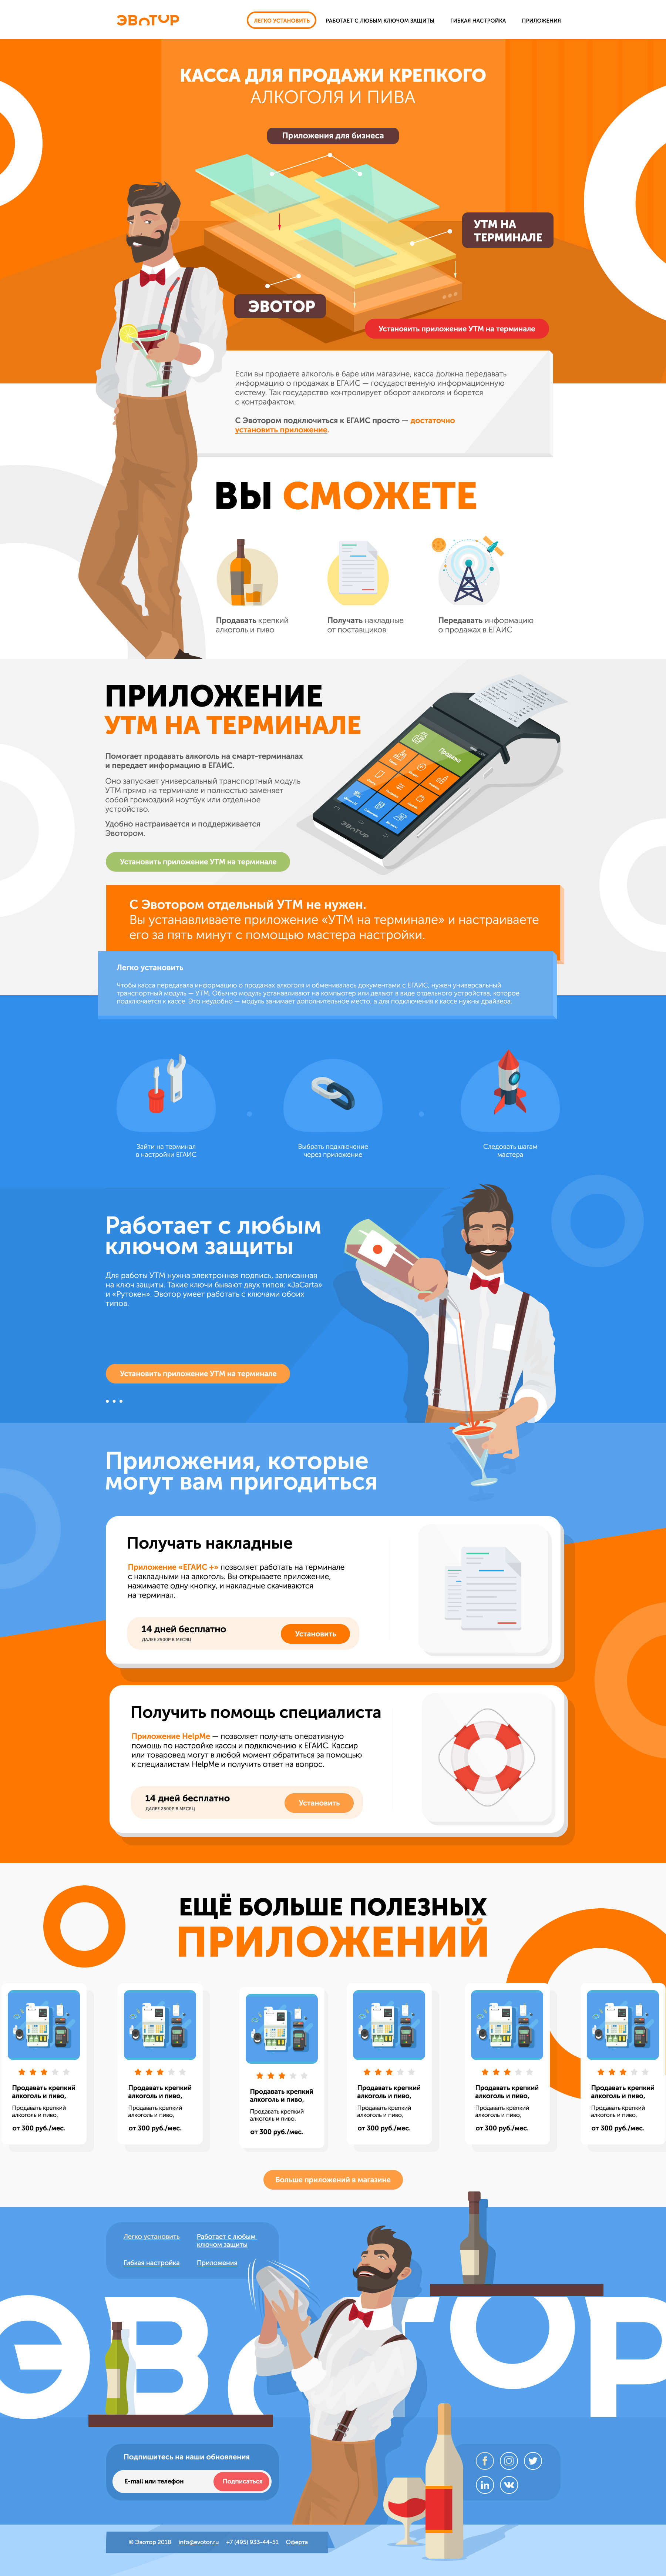 ЭВОТОР
ЛЕГКО УСТАНОВИТЬ
РАБОТАЕТ С ЛЮБЫМ КЛЮЧОМ ЗАЩИТЫ
ГИБКАЯ НАСТРОЙКА
ПРИЛОЖЕНИЯ
КАССА ДЛЯ ПРОДАЖИ КРЕПКОГО
АЛКОГОЛЯ И ПИВА
Приложения для бизнеса
УТМ НА
ТЕРМИНАЛЕ
ЭВОТОР
Установить приложение УТМ на терминале
Если вы продаете алкоголь в баре или магазине, касса должна передавать
информацию о продажах в ЕГАИС — государственную информационную
систему. Так государство контролирует оборот алкоголя и борется
с контрафактом.
С Эвотором подключиться к ЕГАИС просто — достаточно
установить приложение.
ВЫ СМОЖЕТЕ
Продавать крепкий
алкоголь и пиво
Получать накладные
от поставщиков
Передавать информацию
о продажах в ЕГАИС
ПРИЛОЖЕНИЕ
УТМ НА ТЕРМИНАЛЕ
Помогает продавать алкоголь на смарт-терминалах
и передает информацию в ЕГАИС.
Оно запускает универсальный транспортный модуль
УТМ прямо на терминале и полностью заменяет
собой громоздкий ноутбук или отдельное
устройство.
Удобно настраивается и поддерживается
Эвотором.
Продажа
ЭВОТОР
Установить приложение УТМ на терминале
С Эвотором отдельный УТМ не нужен.
Вы устанавливаете приложение «УТМ на терминале» и настраиваете
его за пять минут с помощью мастера настройки.
Легко установить
Чтобы касса передавала информацию о продажах алкоголя и обменивалась документами с ЕГАИС, нужен универсальный
транспортный модуль — УТМ. Обычно модуль устанавливают на компьютер или делают в виде отдельного устройства, которое
подключается к кассе. Это неудобно — модуль занимает дополнительное место, а для подключения к кассе нужны драйвера.
Зайти на терминал
в настройки ЕГАИС
Выбрать подключение
через приложение
Следовать шагам
мастера
Работает с любым
ключом защиты
Для работы УТМ нужна электронная подпись, записанная
на ключ защиты. Такие ключи бывают двух типов: «JaCarta»
и «Рутокен». Эвотор умеет работать с ключами обоих
типов.
Установить приложение УТМ на терминале
Приложения, которые
могут вам пригодиться
Получать накладные
Приложение «ЕГАИС +» позволяет работать на терминале
с накладными на алкоголь. Вы открываете приложение,
нажимаете одну кнопку, и накладные скачиваются
на терминал.
14 дней бесплатно
ДАЛЕЕ 2500Р В МЕСЯЦ
Установить
Получить помощь специалиста
Приложение HelpMe — позволяет получать оперативную
помощь по настройке кассы и подключению к ЕГАИС. Кассир
или товаровед могут в любой момент обратиться за помощью
к специалистам HelpMe и получить ответ на вопрос.
14 дней бесплатно
ДАЛЕЕ 2500Р В МЕСЯЦ
Установить
ЕЩЁ БОЛЬШЕ ПОЛЕЗНЫХ
ПРИЛОЖЕНИЙ
Продавать крепкий
алкоголь и пиво,
Продавать крепкий
алкоголь и пиво,
от 300 руб./мес.
Продавать крепкий
алкоголь и пиво,
Продавать крепкий
алкоголь и пиво,
от 300 руб./мес.
Продавать крепкий
алкоголь и пиво,
Продавать крепкий
алкоголь и пиво,
от 300 руб./мес.
Продавать крепкий
алкоголь и пиво,
Продавать крепкий
алкоголь и пиво,
от 300 руб./мес.
Продавать крепкий
алкоголь и пиво,
Продавать крепкий
алкоголь и пиво,
от 300 руб./мес.
Продавать крепкий
алкоголь и пиво,
Продавать крепкий
алкоголь и пиво,
от 300 руб./мес.
Больше приложений в магазине
Легко установить
Работает с любым
ключом защиты
Гибкая настройка
Приложения
ЭВОТОР
Подпишитесь на наши обновления
E-mail или телефон
Подписаться
© Эвотор 2018 info@evotor.ru +7 (495) 933-44-51 Оферта